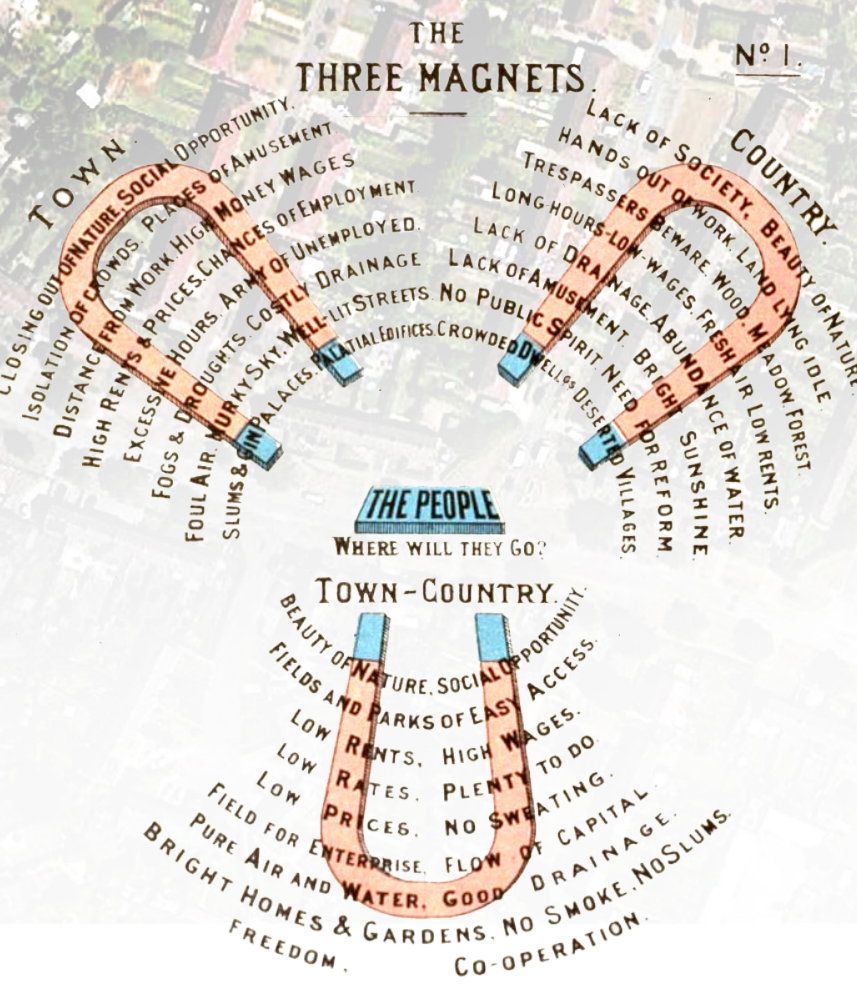 THE
THREE MAGNETS.
Nº 1.
TOWN.
CLOSING OUT OF NATURE. SOCIAL OPPORTUNITY.
ISOLATION OF CROWDS. PLACES OF AMUSEMENT.
DISTANCE FROM WORK. HIGH MONEY WAGES
HIGH RENTS & PRICES. CHANCES OF EMPLOYMENT
EXCESSIVE HOURS. ARMY OF UNEMPLOYED.
FOGS & DROUGHTS. COSTLY DRAINAGE
FOUL AIR. MURKY SKY. WELL-LIT STREETS.
SLUMS & GIN PALACES. PALATIAL EDIFICES.
COUNTRY.
LACK OF SOCIETY. BEAUTY OF NATURE.
HANDS OUT OF WORK. LAND LYING IDLE.
TRESPASSERS BEWARE. WOOD, MEADOW, FOREST.
LONG HOURS-LOW WAGES. FRESH AIR LOW RENTS.
LACK OF DRAINAGE. ABUNDANCE OF WATER.
LACK OF AMUSEMENT. BRIGHT SUNSHINE.
NO PUBLIC SPIRIT. NEED FOR REFORM.
CROWDED DWELLGS DESERTED VILLAGES.
THE PEOPLE
WHERE WILL THEY GO?
TOWN-COUNTRY.
BEAUTY OF NATURE. SOCIAL OPPORTUNITY.
FIELDS AND PARKS OF EASY ACCESS.
LOW RENTS, HIGH WAGES.
LOW RATES, PLENTY TO DO.
LOW PRICES, NO SWEATING.
FIELD FOR ENTERPRISE, FLOW OF CAPITAL.
PURE AIR AND WATER, GOOD DRAINAGE.
BRIGHT HOMES & GARDENS, NO SMOKE, NO SLUMS.
FREEDOM. CO-OPERATION.